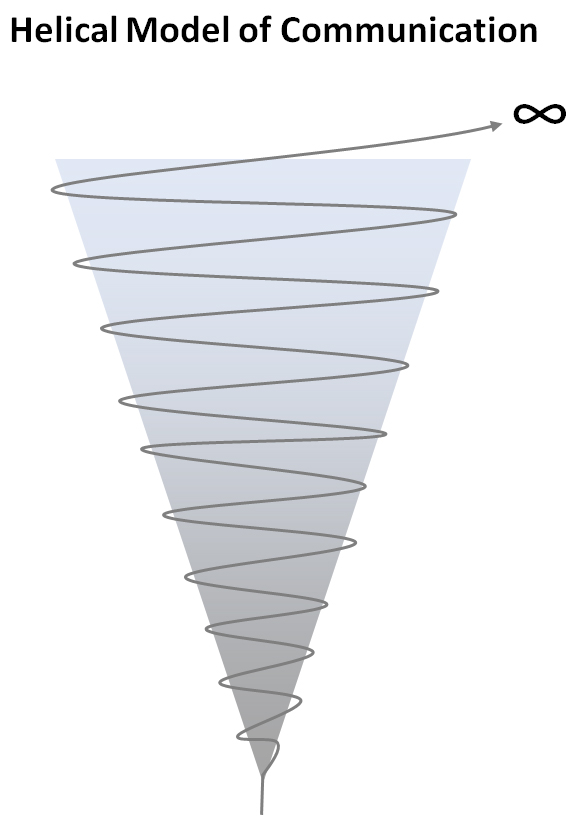 Helical Model of Communication
∞